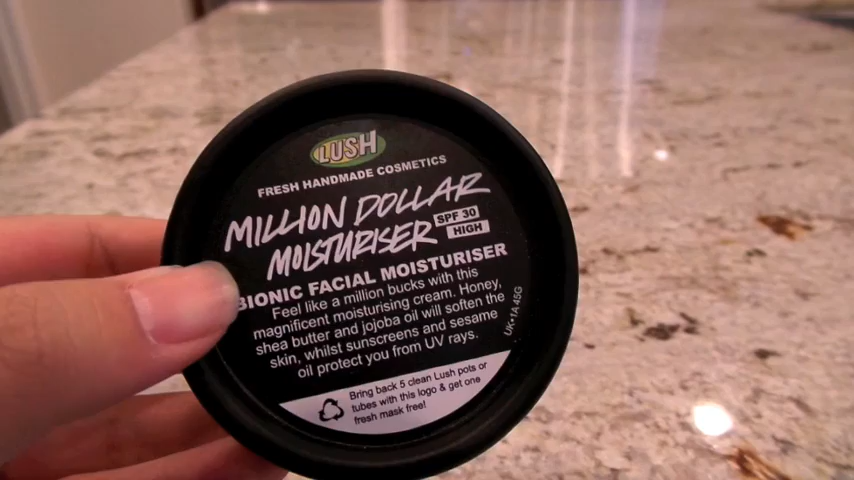 LUSH
FRESH HANDMADE COSMETICS
MILLION DOLLAR
MOISTURISER
SPF 30
HIGH
BIONIC FACIAL MOISTURISER
Feel like a million bucks with this
magnificent moisturising cream. Honey,
shea butter and jojoba oil will soften the
skin, whilst sunscreens and sesame
oil protect you from UV rays.
UK•1A 45G
Bring back 5 clean Lush pots or
tubes with this logo & get one
fresh mask free!